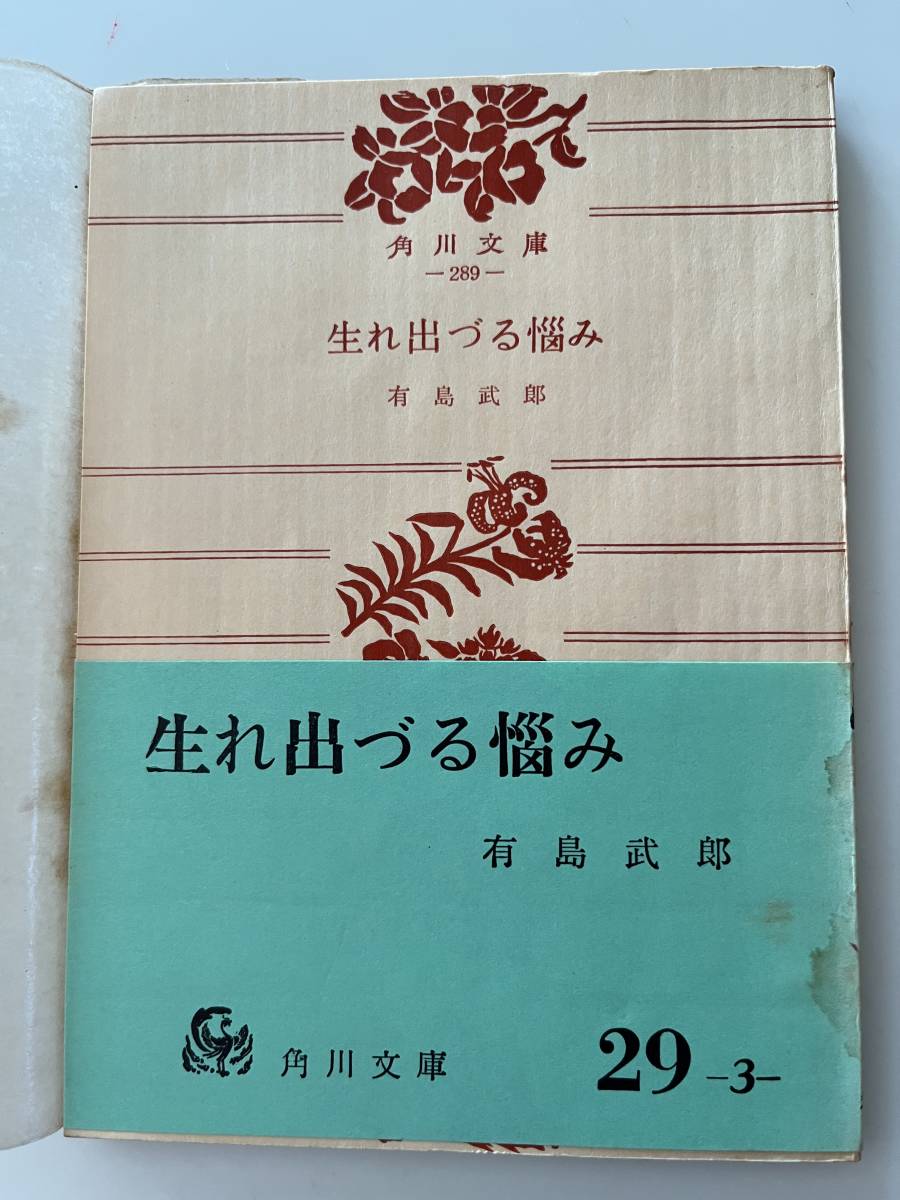 角川文庫
—289—
生れ出づる悩み
有島武郎
生れ出づる悩み
有島武郎
角川文庫
29 -3-